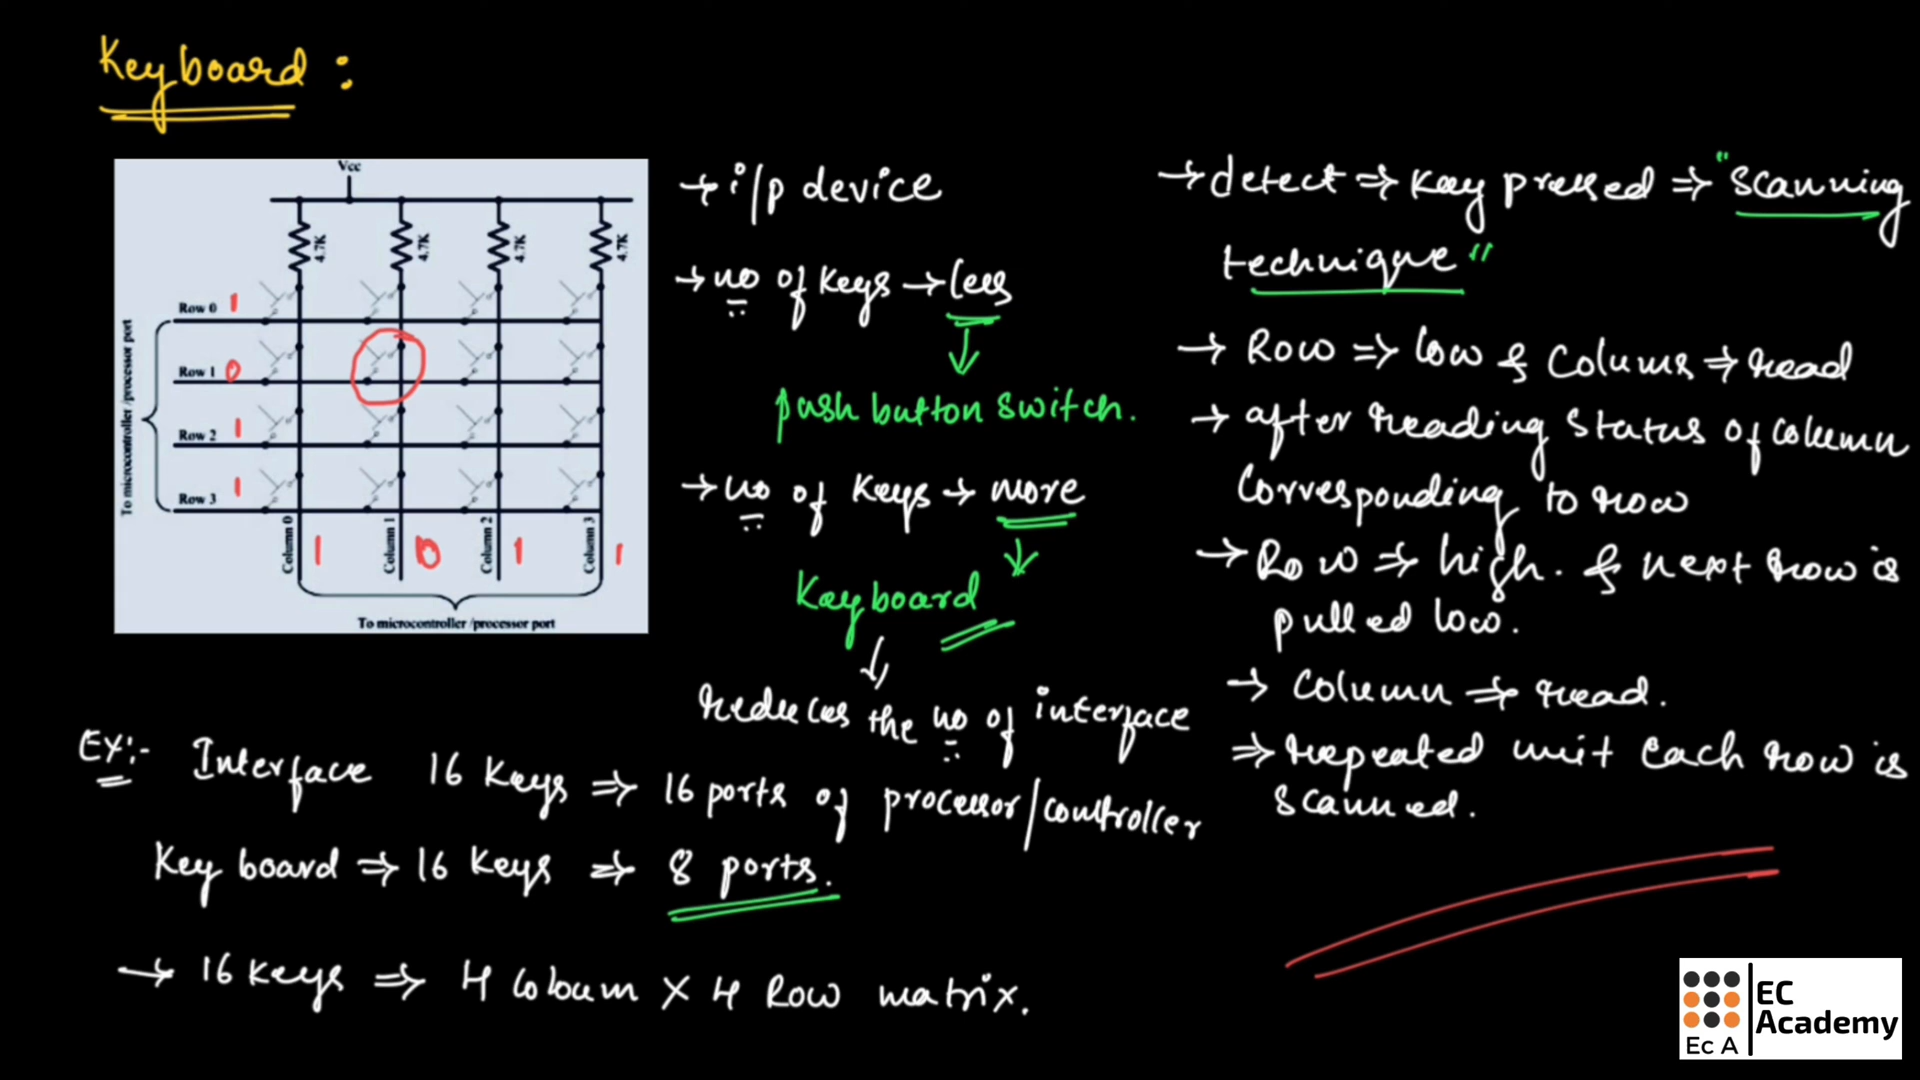 Keyboard :
Vcc
4.7K
4.7K
4.7K
4.7K
Row 0 1
Row 1 0
Row 2 1
Row 3 1
To microcontroller /processor port
Column 0 1
Column 1 0
Column 2 1
Column 3 1
To microcontroller /processor port
→ i/p device
→ no of keys → less
push button switch.
→ no of keys → more
Keyboard
reduces the no of interface
Ex:- Interface 16 keys ⇒ 16 ports of processor/controller
Key board ⇒ 16 keys ⇒ 8 ports.
→ 16 keys ⇒ 4 Column X 4 Row matrix.
→ detect ⇒ key pressed ⇒ "scanning
technique"
→ Row ⇒ low & Columns ⇒ read
→ after reading status of column
Corresponding to row
→ Row ⇒ high. & next row is
pulled low.
→ Column ⇒ read.
⇒ repeated unit each row is
scanned.
EC
Academy
Ec A